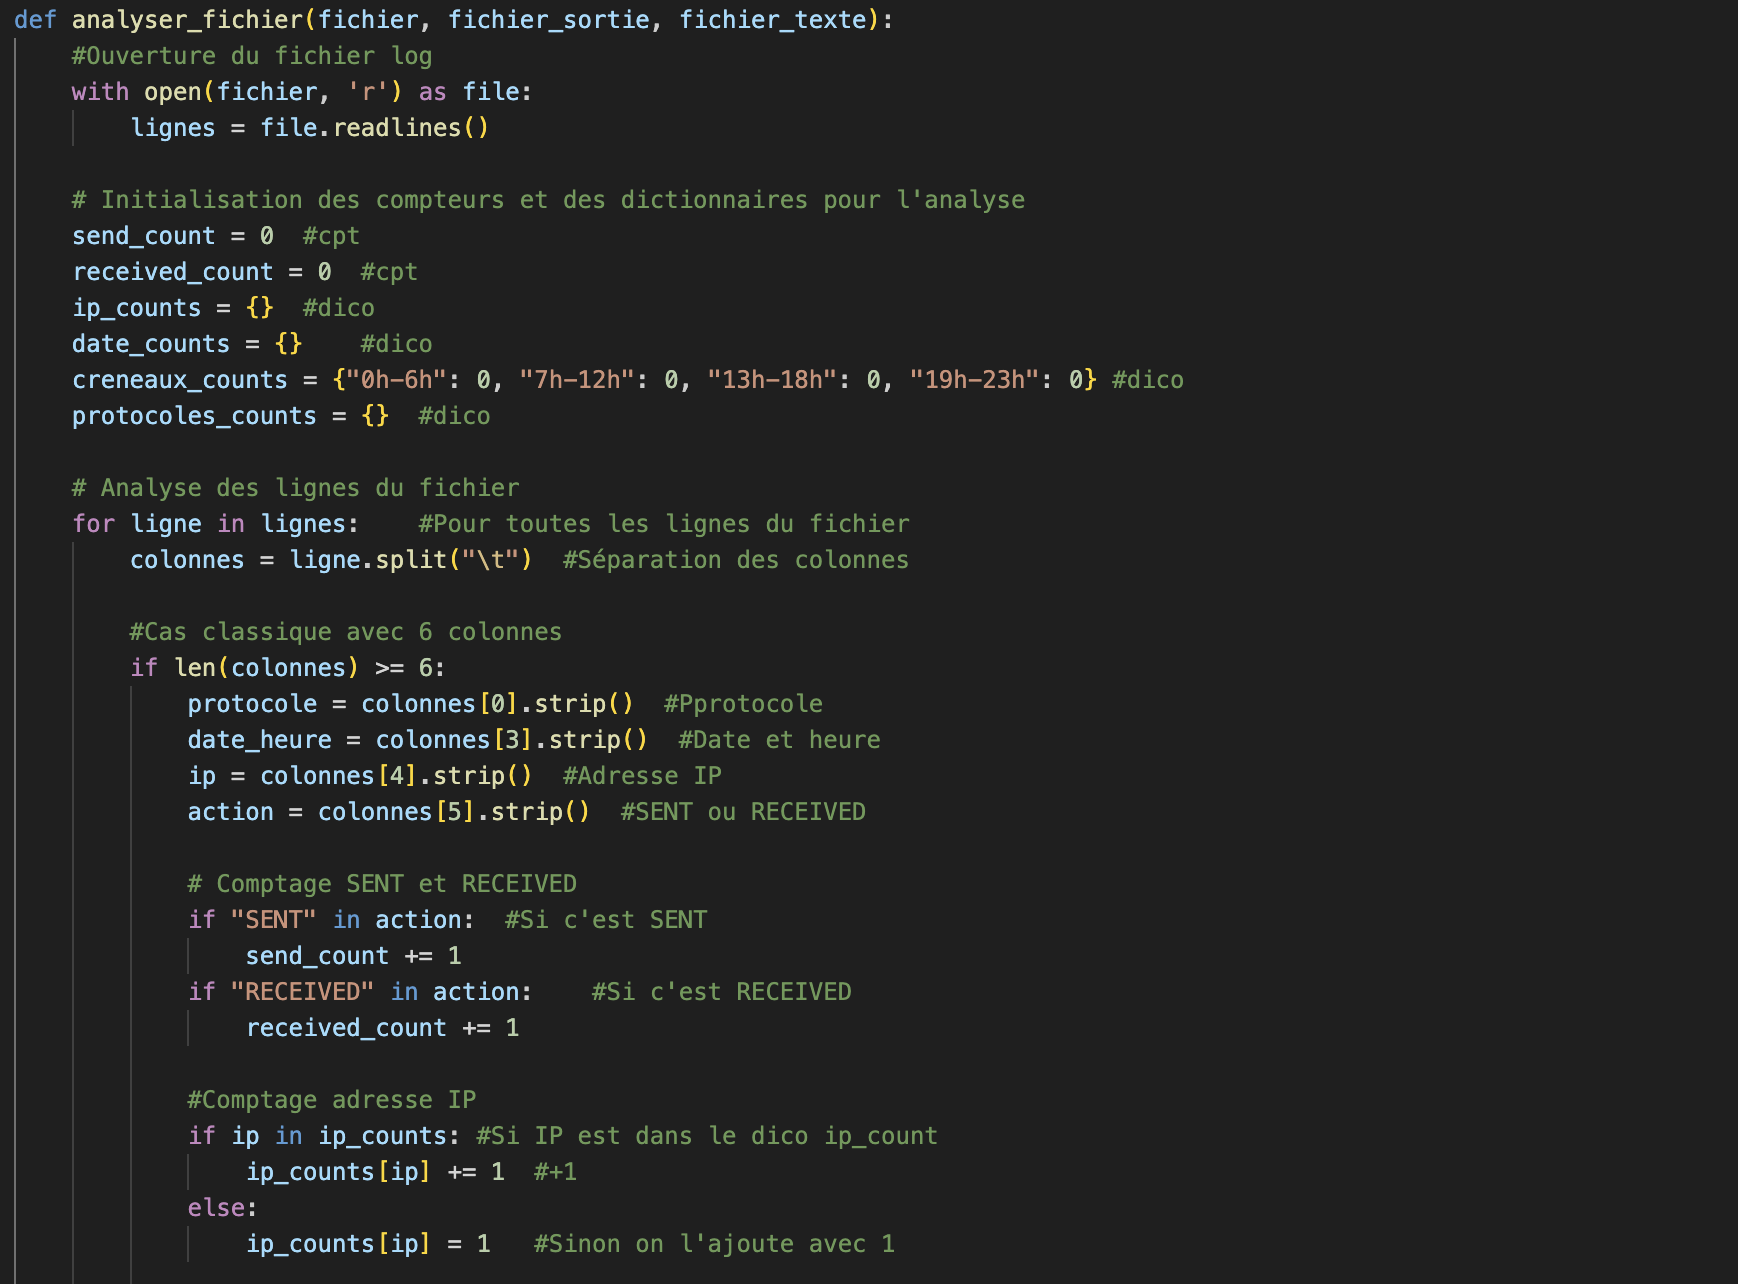 def analyser_fichier(fichier, fichier_sortie, fichier_texte):
    #Ouverture du fichier log
    with open(fichier, 'r') as file:
        lignes = file.readlines()

    # Initialisation des compteurs et des dictionnaires pour l'analyse
    send_count = 0  #cpt
    received_count = 0  #cpt
    ip_counts = {}  #dico
    date_counts = {}    #dico
    creneaux_counts = {"0h-6h": 0, "7h-12h": 0, "13h-18h": 0, "19h-23h": 0} #dico
    protocoles_counts = {}  #dico

    # Analyse des lignes du fichier
    for ligne in lignes:    #Pour toutes les lignes du fichier
        colonnes = ligne.split("\t")  #Séparation des colonnes

        #Cas classique avec 6 colonnes
        if len(colonnes) >= 6:
            protocole = colonnes[0].strip()  #Pprotocole
            date_heure = colonnes[3].strip()  #Date et heure
            ip = colonnes[4].strip()  #Adresse IP
            action = colonnes[5].strip()  #SENT ou RECEIVED

            # Comptage SENT et RECEIVED
            if "SENT" in action:  #Si c'est SENT
                send_count += 1
            if "RECEIVED" in action:    #Si c'est RECEIVED
                received_count += 1

            #Comptage adresse IP
            if ip in ip_counts: #Si IP est dans le dico ip_count
                ip_counts[ip] += 1  #+1
            else:
                ip_counts[ip] = 1   #Sinon on l'ajoute avec 1